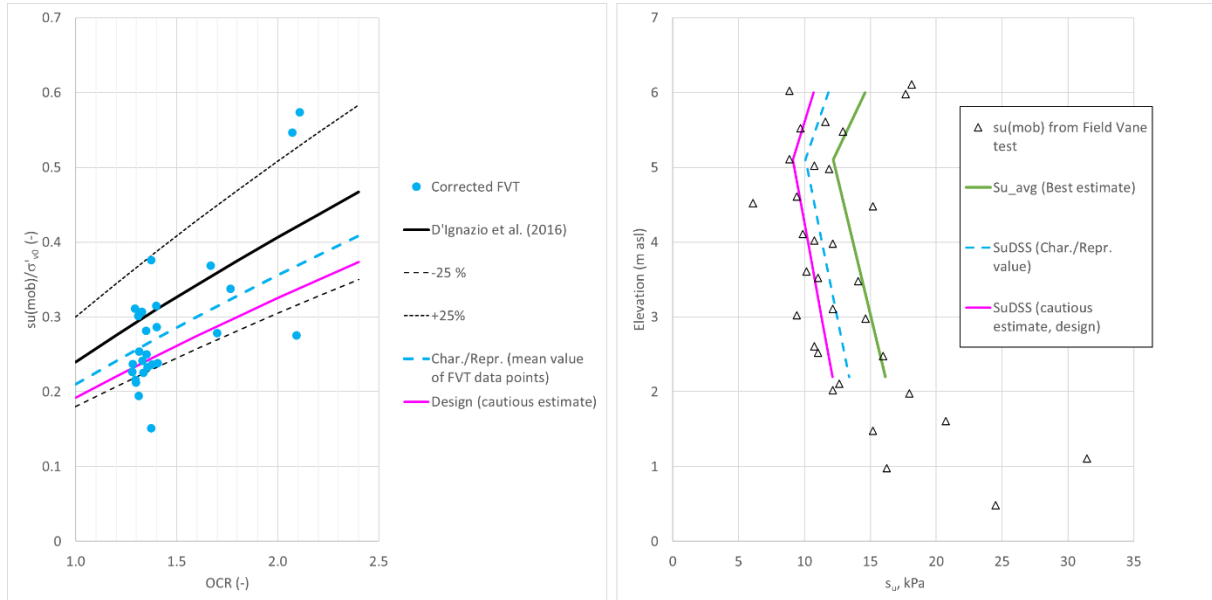 0.7
0.6
0.5
0.4
0.3
0.2
0.1
0
1.0
1.5
2.0
2.5
su(mob)/σ'v0 (-)
OCR (-)
Corrected FVT
D'Ignazio et al. (2016)
-25 %
+25%
Char./Repr. (mean value
of FVT data points)
Design (cautious estimate)
7
6
5
4
3
2
1
0
0
5
10
15
20
25
30
35
Elevation (m asl)
su, kPa
su(mob) from Field Vane
test
Su_avg (Best estimate)
SuDSS (Char./Repr.
value)
SuDSS (cautious
estimate, design)